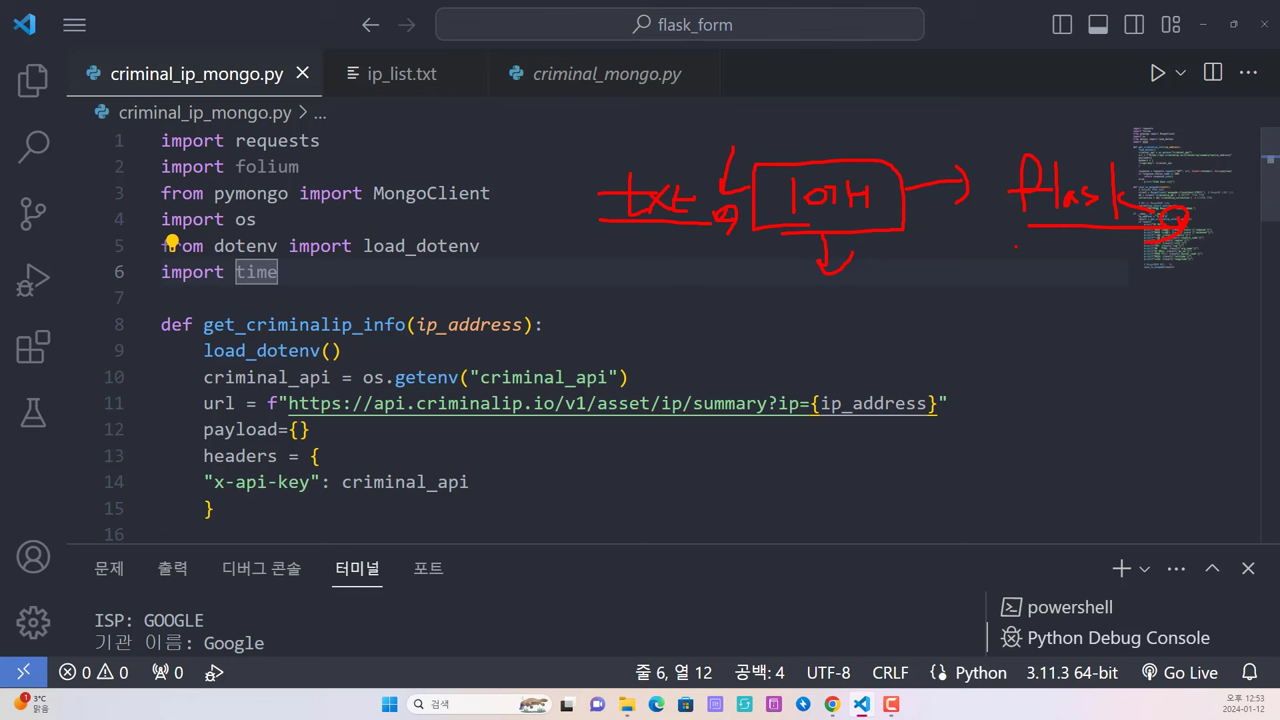 flask_form
criminal_ip_mongo.py
ip_list.txt
criminal_mongo.py
criminal_ip_mongo.py > ...
1 import requests
2 import folium
3 from pymongo import MongoClient
4 import os
5 from dotenv import load_dotenv
6 import time
7
8 def get_criminalip_info(ip_address):
9 load_dotenv()
10 criminal_api = os.getenv("criminal_api")
11 url = f"https://api.criminalip.io/v1/asset/ip/summary?ip={ip_address}"
12 payload={}
13 headers = {
14 "x-api-key": criminal_api
15 }
16
txt
10개
flask
문제 출력 디버그 콘솔 터미널 포트
ISP: GOOGLE
기관 이름: Google
powershell
Python Debug Console
0 0 0 줄 6, 열 12 공백: 4 UTF-8 CRLF Python 3.11.3 64-bit Go Live
3°C
맑음
검색
오후 12:53
2024-01-12